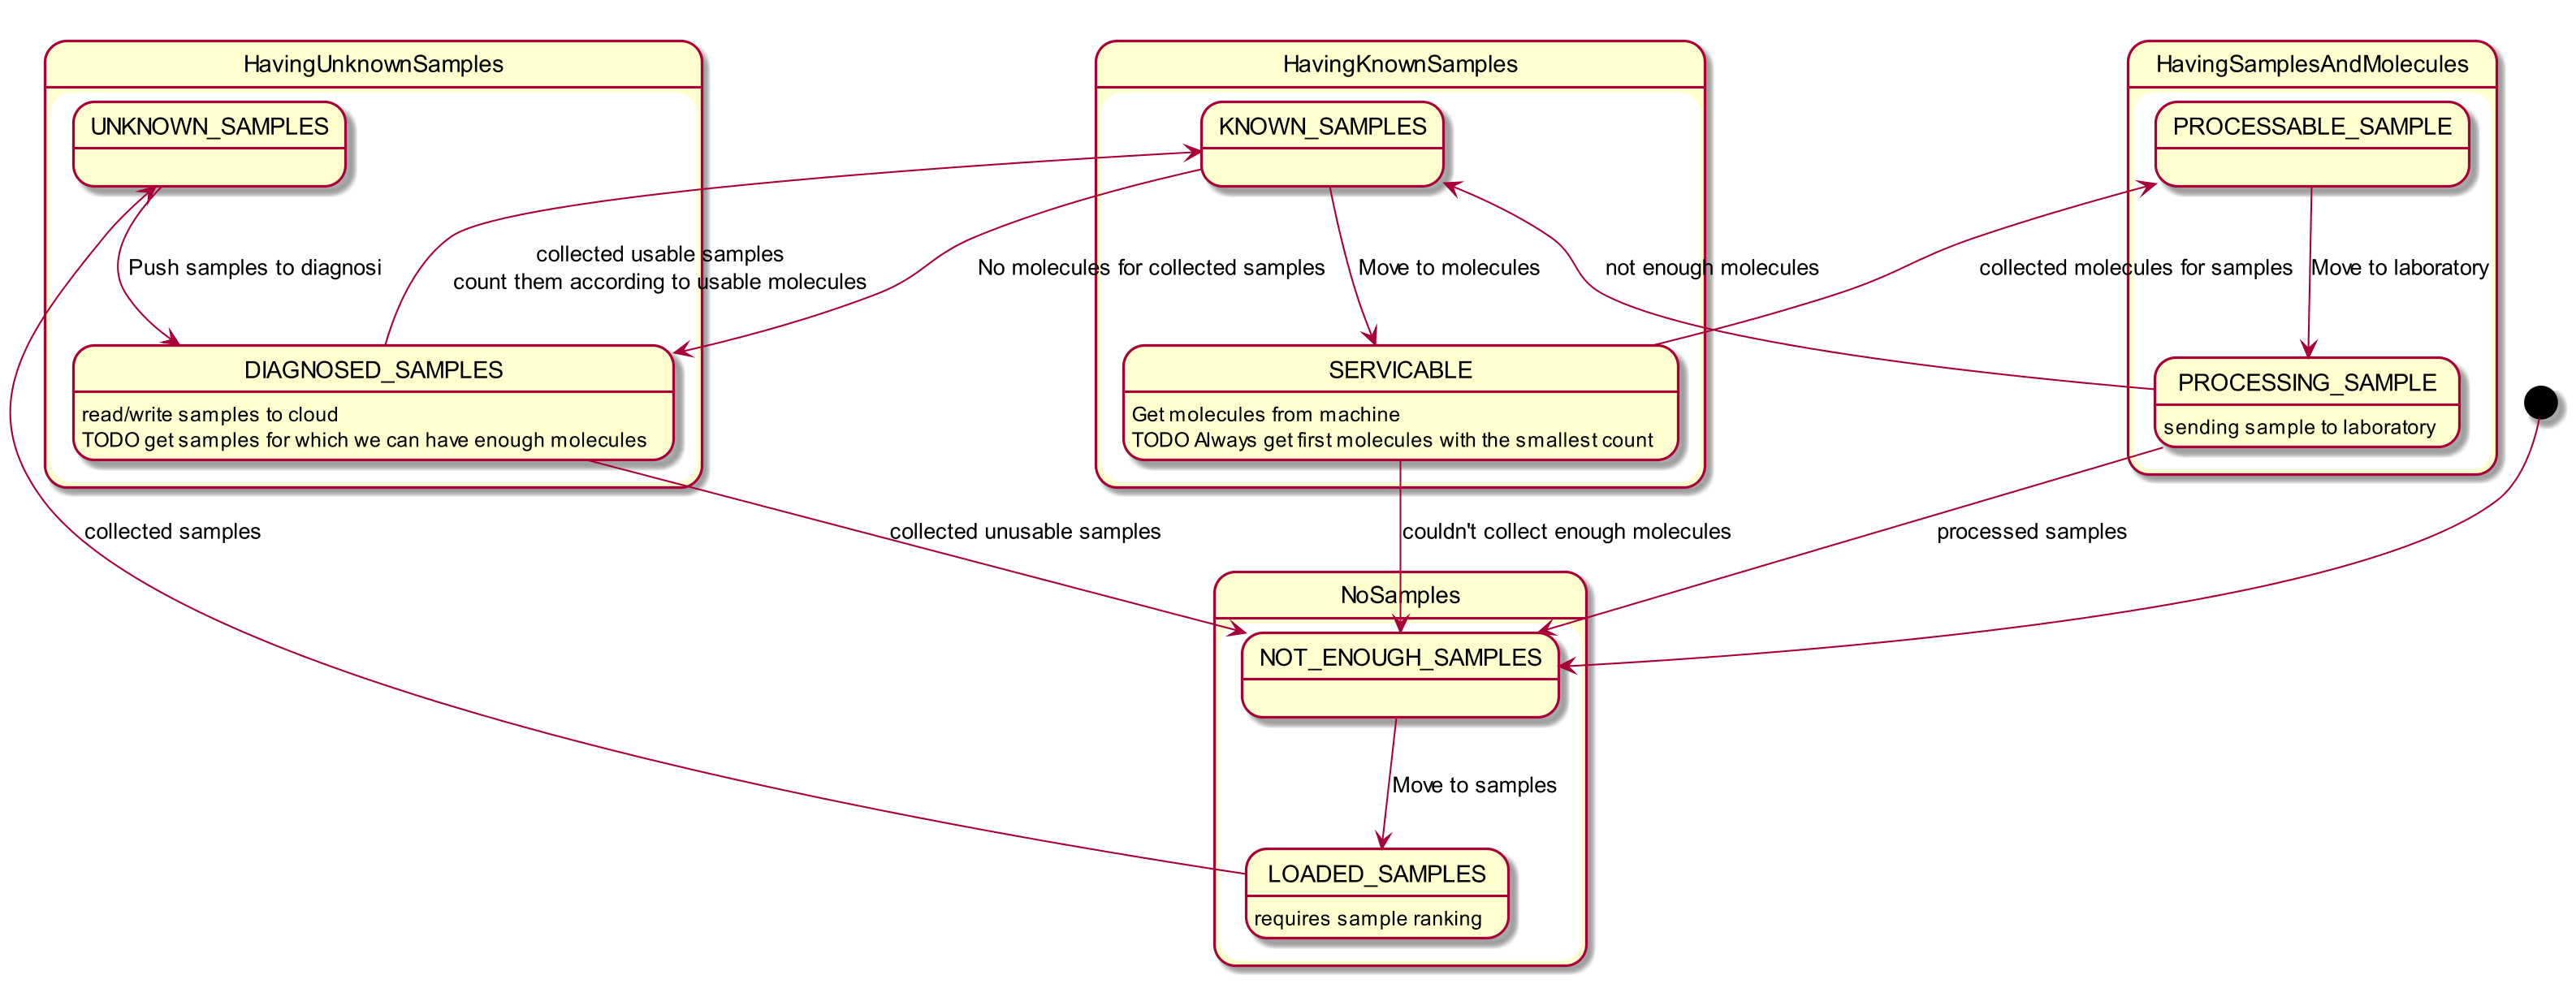 HavingUnknownSamples
HavingKnownSamples
HavingSamplesAndMolecules
UNKNOWN_SAMPLES
KNOWN_SAMPLES
PROCESSABLE_SAMPLE
Push samples to diagnosi
collected usable samples
count them according to usable molecules
No molecules for collected samples
Move to molecules
not enough molecules
collected molecules for samples
Move to laboratory
DIAGNOSED_SAMPLES
read/write samples to cloud
TODO get samples for which we can have enough molecules
SERVICABLE
Get molecules from machine
TODO Always get first molecules with the smallest count
PROCESSING_SAMPLE
sending sample to laboratory
collected samples
collected unusable samples
couldn't collect enough molecules
processed samples
NoSamples
NOT_ENOUGH_SAMPLES
Move to samples
LOADED_SAMPLES
requires sample ranking